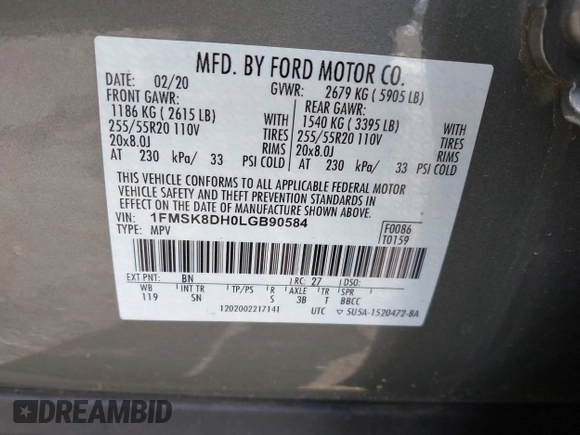 MFD. BY FORD MOTOR CO.
DATE: 02/20 GVWR: 2679 KG ( 5905 LB)
FRONT GAWR: REAR GAWR:
1186 KG ( 2615 LB) 1540 KG ( 3395 LB)
255/55R20 110V TIRES 255/55R20 110V TIRES
20x8.0J RIMS 20x8.0J RIMS
AT 230 kPa/ 33 PSI COLD AT 230 kPa/ 33 PSI COLD
THIS VEHICLE CONFORMS TO ALL APPLICABLE FEDERAL MOTOR
VEHICLE SAFETY AND THEFT PREVENTION STANDARDS IN
EFFECT ON THE DATE OF MANUFACTURE SHOWN ABOVE.
VIN: 1FMSK8DH0LGB90584 F0086
TYPE: MPV T0159
EXT PNT: BN RC: 27 DSO:
WB INT TR TP/PS R AXLE TR SPR
119 SN S 3B T BBCC
1202002217141 UTC ▽ 5U5A-1520472-BA
DREAMBID